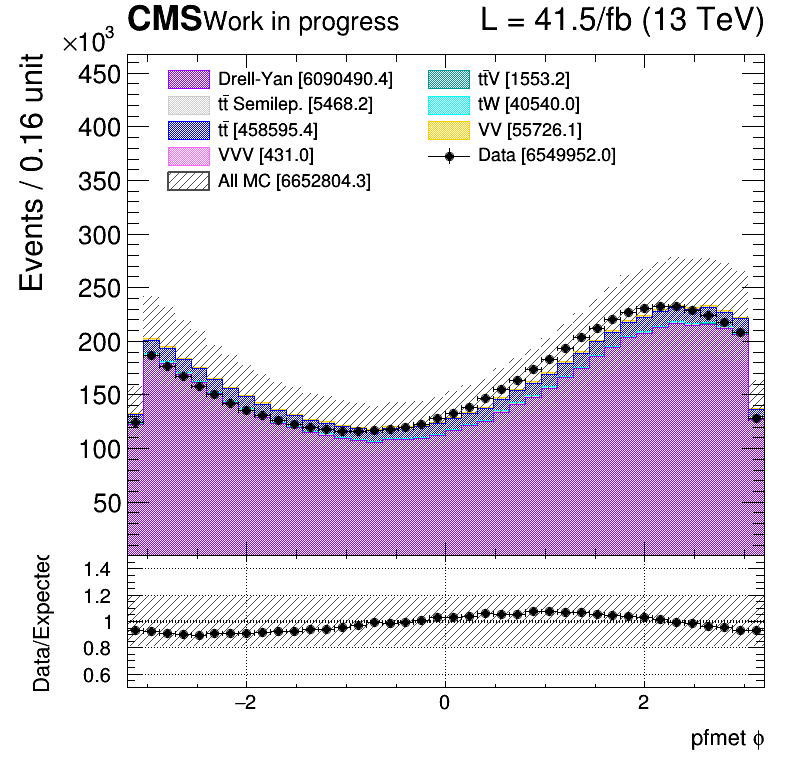 CMS Work in progress L = 41.5/fb (13 TeV)
×10³
Events / 0.16 unit
450
400
350
300
250
200
150
100
50
Drell-Yan [6090490.4]
tt̄ Semilep. [5468.2]
tt̄ [458595.4]
VVV [431.0]
All MC [6652804.3]
tt̄V [1553.2]
tW [40540.0]
VV [55726.1]
Data [6549952.0]
Data/Expected
1.4
1.2
1
0.8
0.6
−2 0 2
pfmet ϕ